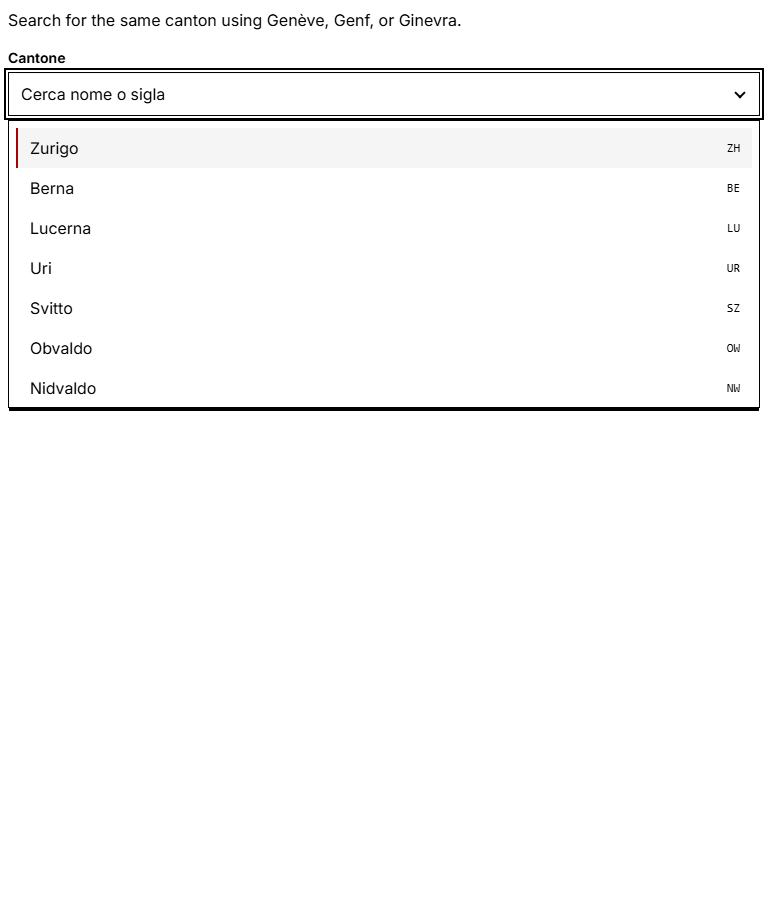 Search for the same canton using Genève, Genf, or Ginevra.
Cantone
Cerca nome o sigla
Zurigo ZH
Berna BE
Lucerna LU
Uri UR
Svitto SZ
Obvaldo OW
Nidvaldo NW